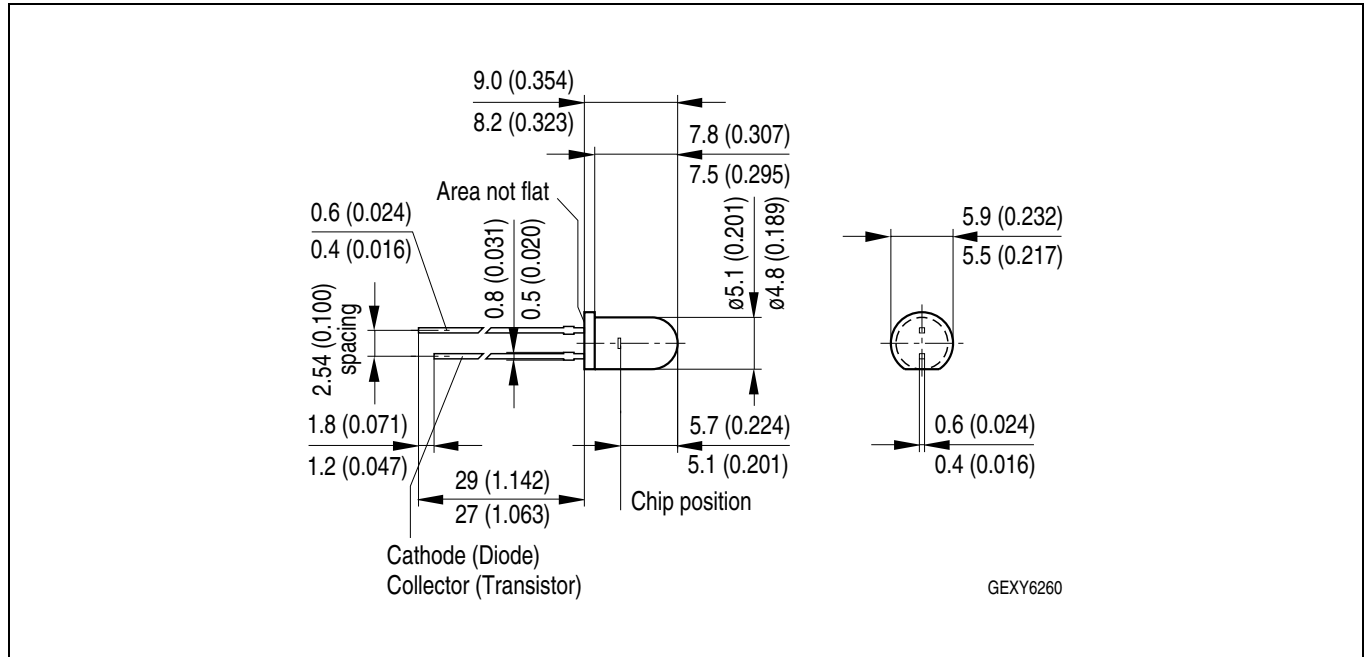 9.0 (0.354)
8.2 (0.323)
7.8 (0.307)
7.5 (0.295)
Area not flat
0.6 (0.024)
0.4 (0.016)
0.8 (0.031)
0.5 (0.020)
ø5.1 (0.201)
ø4.8 (0.189)
5.9 (0.232)
5.5 (0.217)
2.54 (0.100)
spacing
1.8 (0.071)
1.2 (0.047)
5.7 (0.224)
5.1 (0.201)
0.6 (0.024)
0.4 (0.016)
29 (1.142)
27 (1.063)
Chip position
Cathode (Diode)
Collector (Transistor)
GEXY6260